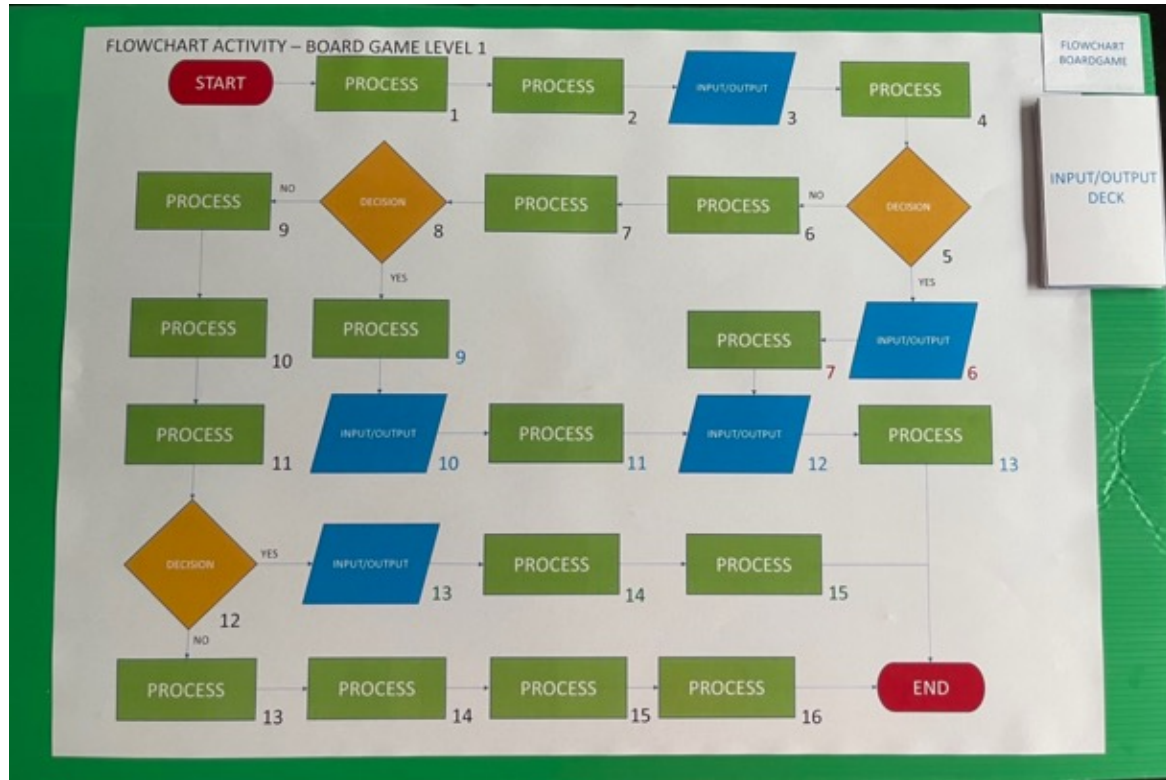 FLOWCHART ACTIVITY – BOARD GAME LEVEL 1
FLOWCHART
BOARDGAME
START
PROCESS
1
PROCESS
2
INPUT/OUTPUT
3
PROCESS
4
INPUT/OUTPUT
DECK
PROCESS
9
NO
DECISION
8
PROCESS
7
PROCESS
6
NO
DECISION
5
YES
YES
PROCESS
10
PROCESS
9
PROCESS
7
INPUT/OUTPUT
6
PROCESS
11
INPUT/OUTPUT
10
PROCESS
11
INPUT/OUTPUT
12
PROCESS
13
DECISION
12
YES
INPUT/OUTPUT
13
PROCESS
14
PROCESS
15
NO
PROCESS
13
PROCESS
14
PROCESS
15
PROCESS
16
END